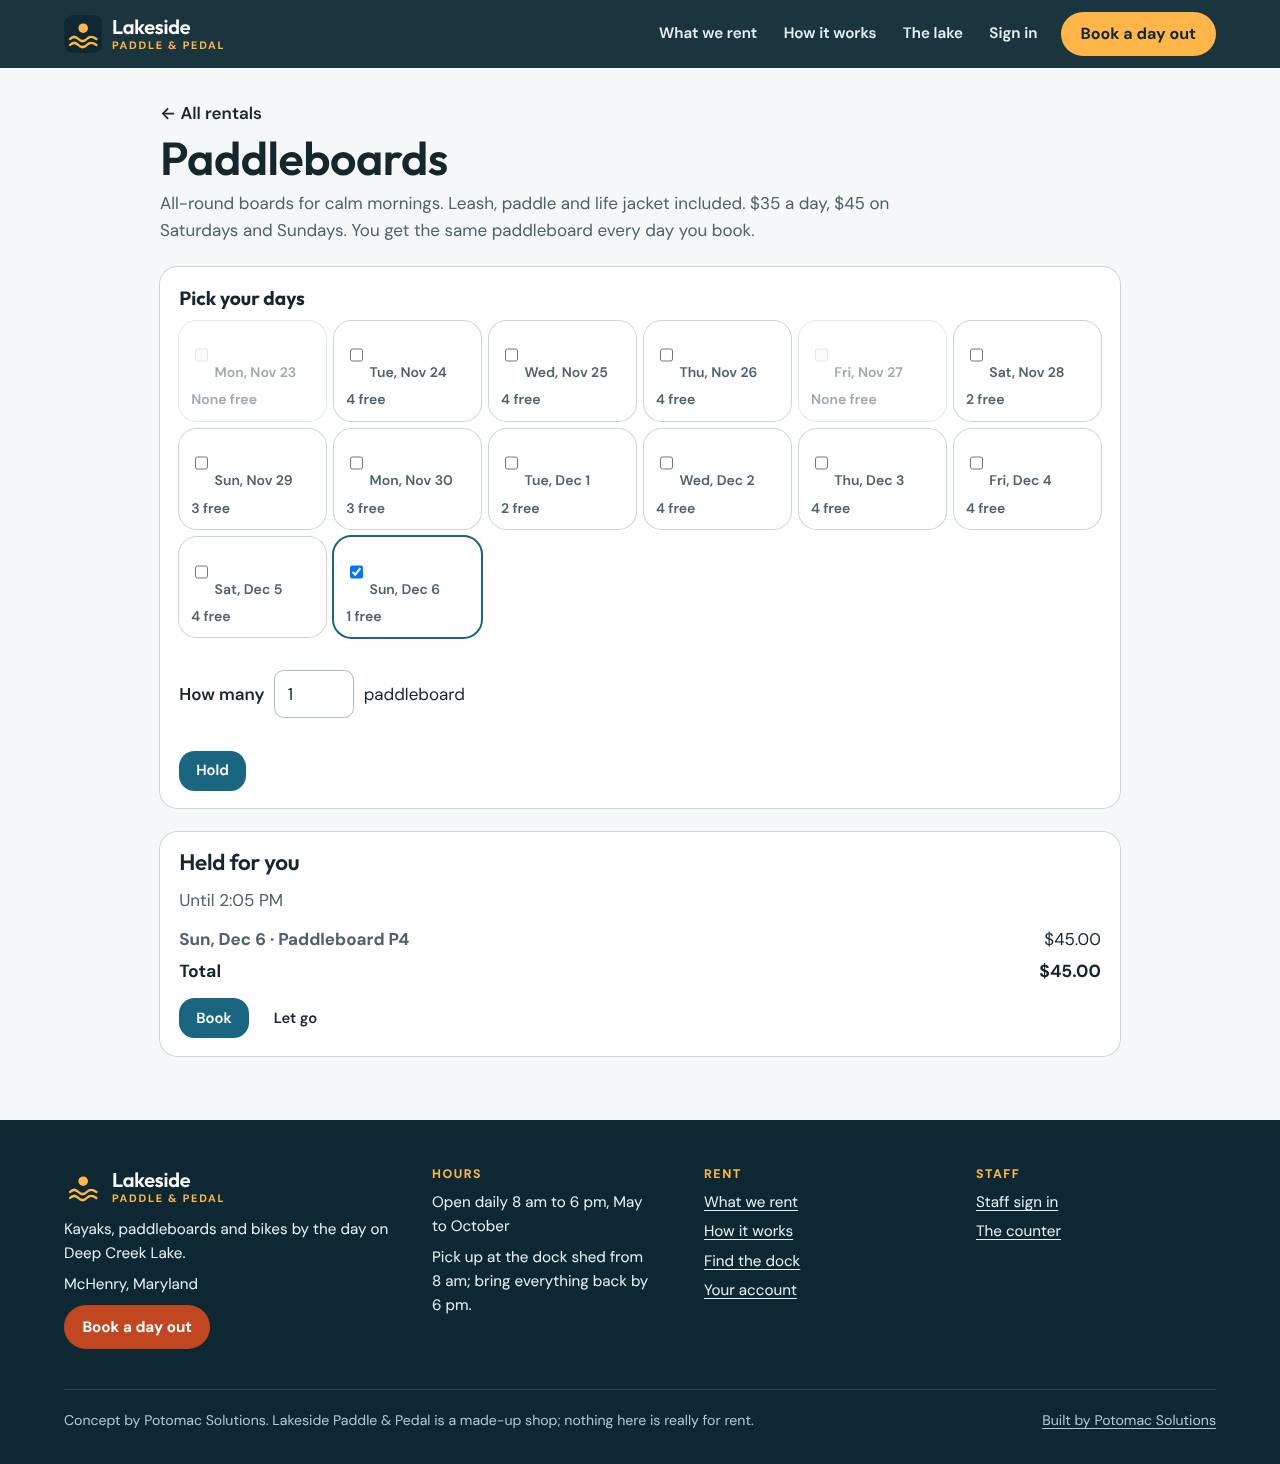 Lakeside
PADDLE & PEDAL
What we rent
How it works
The lake
Sign in
Book a day out
← All rentals
Paddleboards
All-round boards for calm mornings. Leash, paddle and life jacket included. $35 a day, $45 on
Saturdays and Sundays. You get the same paddleboard every day you book.
Pick your days
Mon, Nov 23
None free
Tue, Nov 24
4 free
Wed, Nov 25
4 free
Thu, Nov 26
4 free
Fri, Nov 27
None free
Sat, Nov 28
2 free
Sun, Nov 29
3 free
Mon, Nov 30
3 free
Tue, Dec 1
2 free
Wed, Dec 2
4 free
Thu, Dec 3
4 free
Fri, Dec 4
4 free
Sat, Dec 5
4 free
Sun, Dec 6
1 free
How many 1 paddleboard
Hold
Held for you
Until 2:05 PM
Sun, Dec 6 · Paddleboard P4 $45.00
Total $45.00
Book
Let go
Lakeside
PADDLE & PEDAL
Kayaks, paddleboards and bikes by the day on
Deep Creek Lake.
McHenry, Maryland
Book a day out
HOURS
Open daily 8 am to 6 pm, May
to October
Pick up at the dock shed from
8 am; bring everything back by
6 pm.
RENT
What we rent
How it works
Find the dock
Your account
STAFF
Staff sign in
The counter
Concept by Potomac Solutions. Lakeside Paddle & Pedal is a made-up shop; nothing here is really for rent.
Built by Potomac Solutions